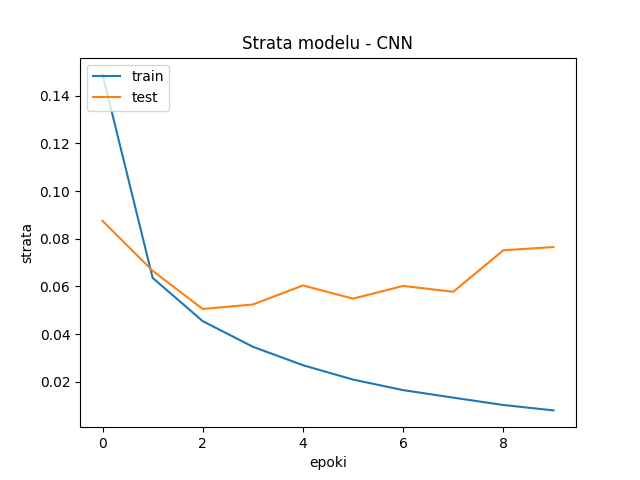 Strata modelu - CNN
train
test
strata
0.14
0.12
0.10
0.08
0.06
0.04
0.02
0 2 4 6 8
epoki